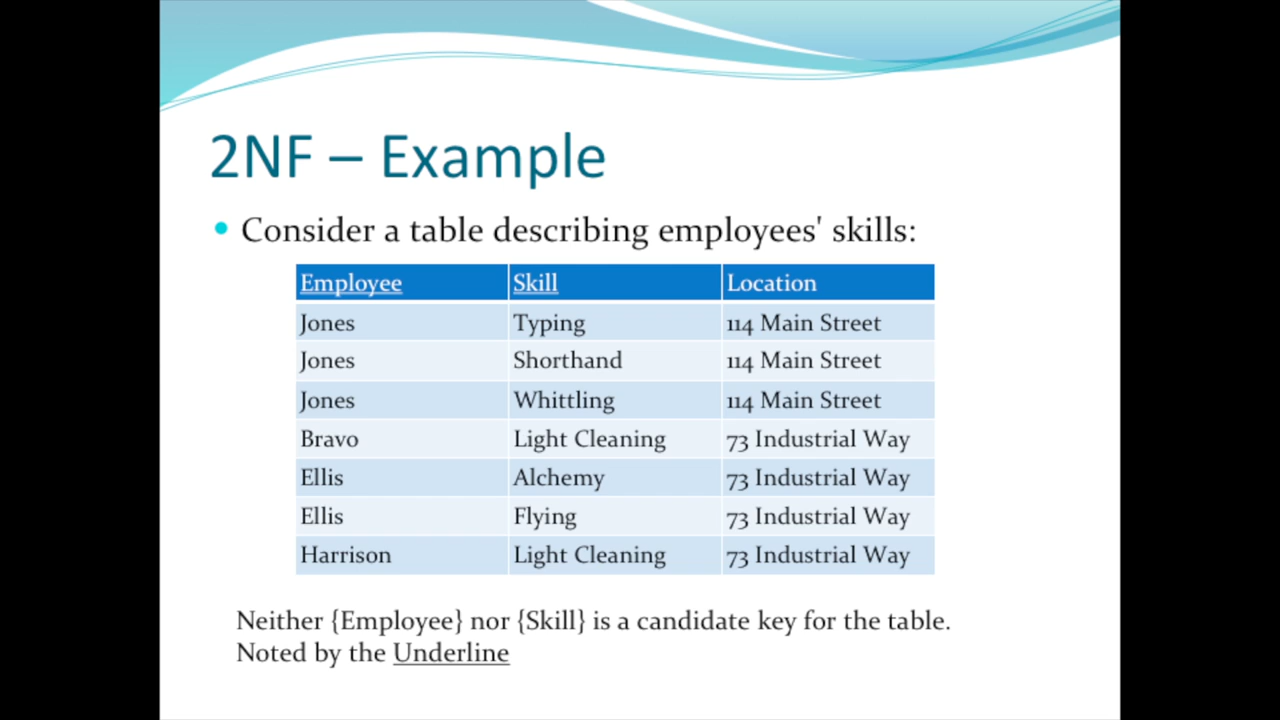 2NF – Example
• Consider a table describing employees' skills:
Employee Skill Location
Jones Typing 114 Main Street
Jones Shorthand 114 Main Street
Jones Whittling 114 Main Street
Bravo Light Cleaning 73 Industrial Way
Ellis Alchemy 73 Industrial Way
Ellis Flying 73 Industrial Way
Harrison Light Cleaning 73 Industrial Way
Neither {Employee} nor {Skill} is a candidate key for the table.
Noted by the Underline